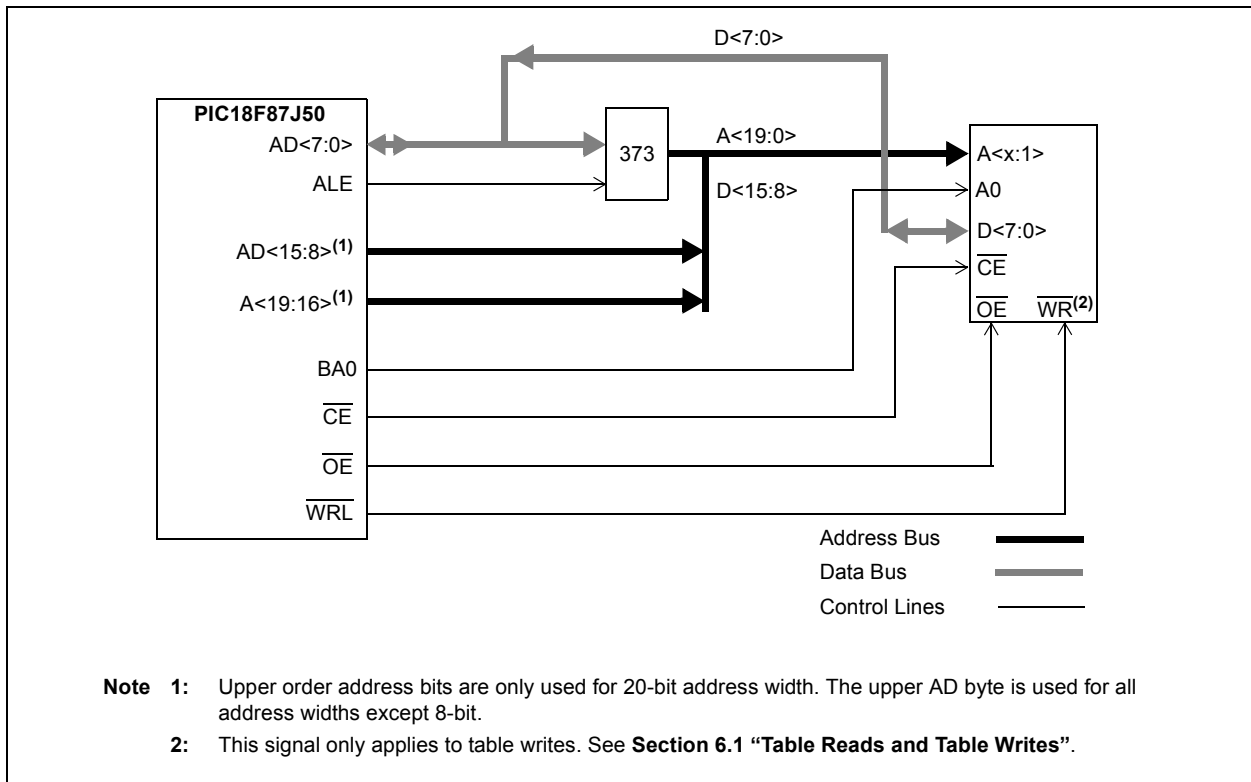 D<7:0>
PIC18F87J50
AD<7:0>
373
A<19:0>
A<x:1>
ALE
D<15:8>
A0
AD<15:8>(1)
D<7:0>
CE
A<19:16>(1)
OE WR(2)
BA0
CE
OE
WRL
Address Bus
Data Bus
Control Lines
Note 1: Upper order address bits are only used for 20-bit address width. The upper AD byte is used for all
address widths except 8-bit.
2: This signal only applies to table writes. See Section 6.1 “Table Reads and Table Writes”.